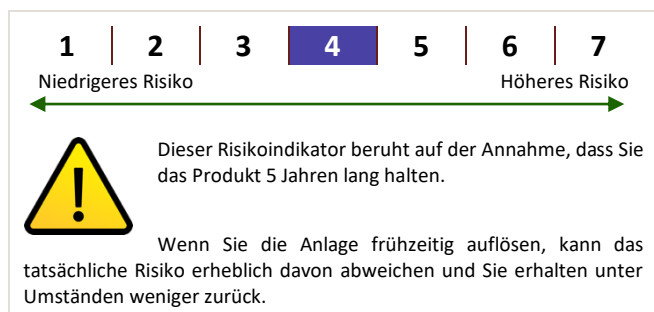 1 2 3 4 5 6 7
Niedrigeres Risiko Höheres Risiko
Dieser Risikoindikator beruht auf der Annahme, dass Sie
das Produkt 5 Jahren lang halten.
Wenn Sie die Anlage frühzeitig auflösen, kann das
tatsächliche Risiko erheblich davon abweichen und Sie erhalten unter
Umständen weniger zurück.